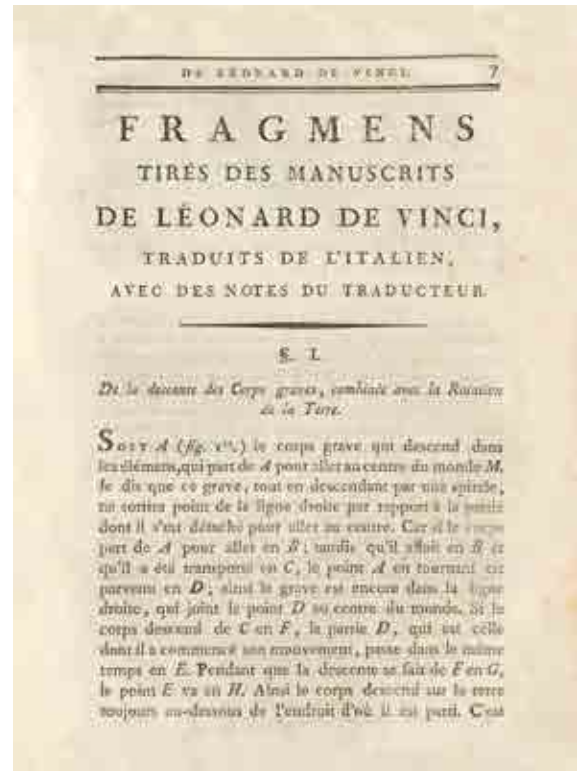 DE LÉONARD DE VINCI. 7
FRAGMENS
TIRÉS DES MANUSCRITS
DE LÉONARD DE VINCI,
TRADUITS DE L'ITALIEN,
AVEC DES NOTES DU TRADUCTEUR.
§. I.
De la descente des Corps graves, combinée avec la Rotation
de la Terre.
SOIT A (fig. 1re.) le corps grave qui descend dans
les élémens, qui part de A pour aller au centre du monde M.
Je dis que ce grave, tout en descendant par une spirale,
ne sortira point de la ligne droite par rapport à la partie
dont il s'est détaché pour aller au centre. Car si le corps
part de A pour aller en B; tandis qu'il alloit en B et
qu'il a été transporté en C, le point A en tournant est
parvenu en D; ainsi le grave est encore dans la ligne
droite, qui joint le point D au centre du monde. Si le
corps descend de C en F, la partie D, qui est celle
dont il a commencé son mouvement, passe dans le même
temps en E. Pendant que la descente se fait de F en G,
le point E va en H. Ainsi le corps descend sur la terre
toujours au-dessous de l'endroit d'où il est parti. C'est